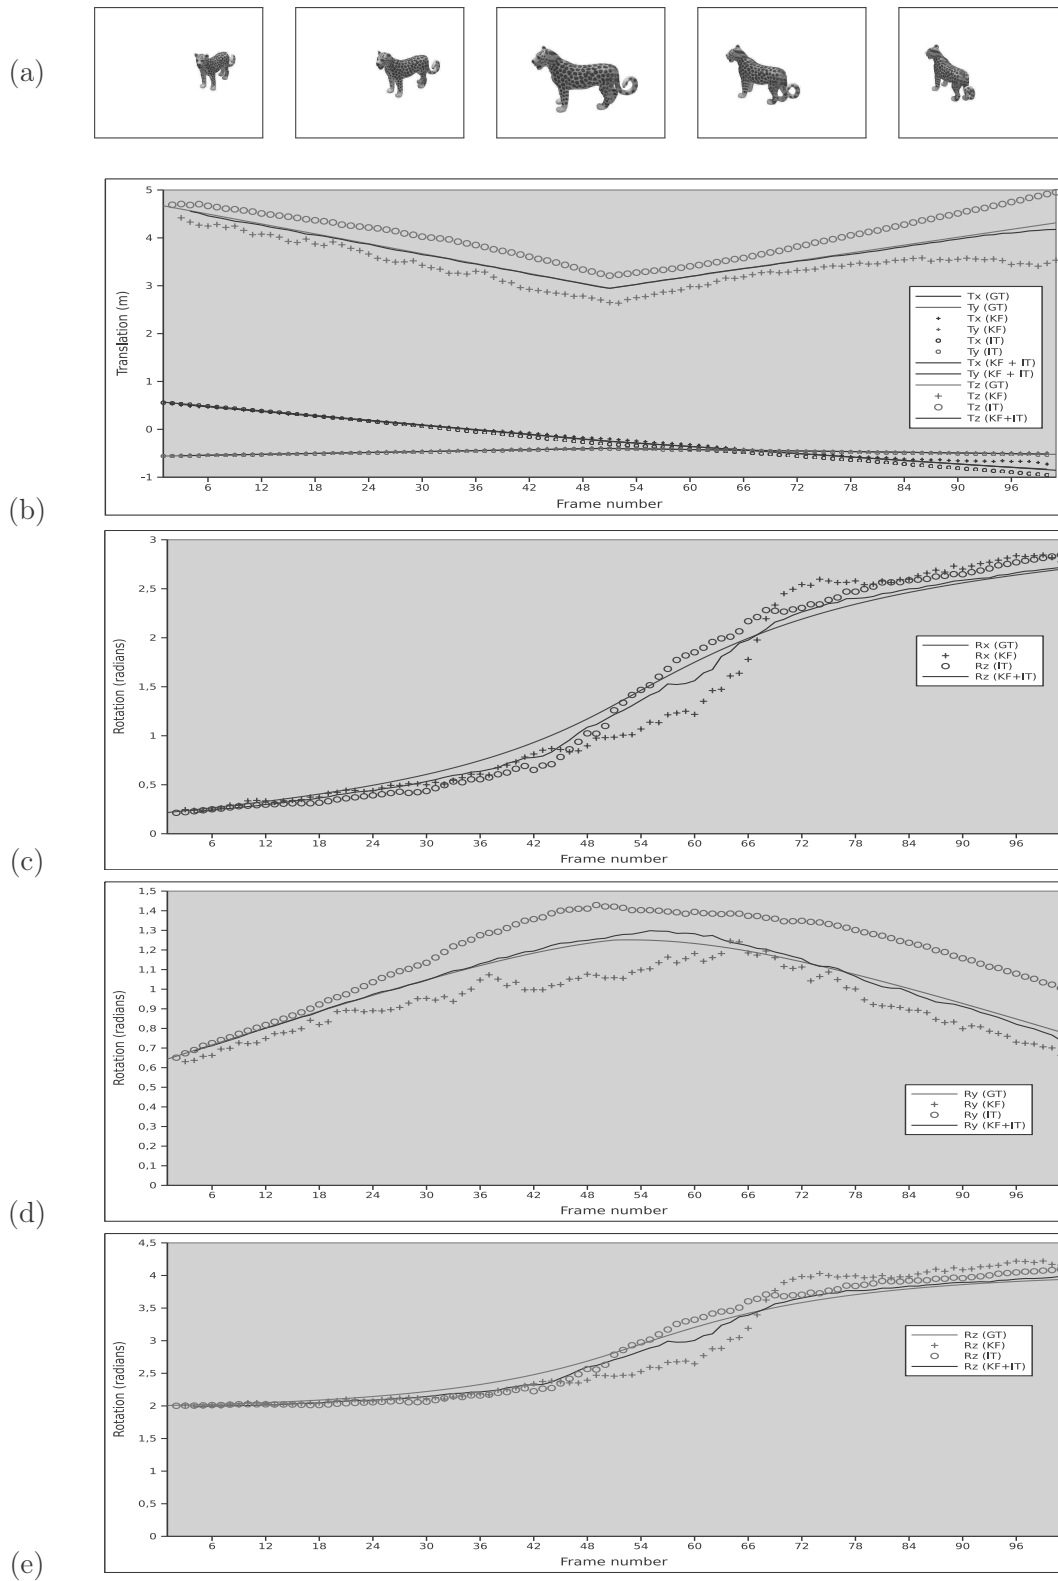 (a)
5
4
3
2
1
0
-1
Translation (m)
Tx (GT)
Ty (GT)
Tx (KF)
Ty (KF)
Tx (IT)
Ty (IT)
Tx (KF + IT)
Ty (KF + IT)
Tz (GT)
Tz (KF)
Tz (IT)
Tz (KF+IT)
6 12 18 24 30 36 42 48 54 60 66 72 78 84 90 96
Frame number
(b)
3
2,5
2
1,5
1
0,5
0
Rotation (radians)
Rx (GT)
Rx (KF)
Rz (IT)
Rz (KF+IT)
6 12 18 24 30 36 42 48 54 60 66 72 78 84 90 96
Frame number
(c)
1,5
1,4
1,3
1,2
1,1
1
0,9
0,8
0,7
0,6
0,5
0,4
0,3
0,2
0,1
0
Rotation (radians)
Ry (GT)
Ry (KF)
Ry (IT)
Ry (KF+IT)
6 12 18 24 30 36 42 48 54 60 66 72 78 84 90 96
Frame number
(d)
4,5
4
3,5
3
2,5
2
1,5
1
0,5
0
Rotation (radians)
Rz (GT)
Rz (KF)
Rz (IT)
Rz (KF+IT)
6 12 18 24 30 36 42 48 54 60 66 72 78 84 90 96
Frame number
(e)